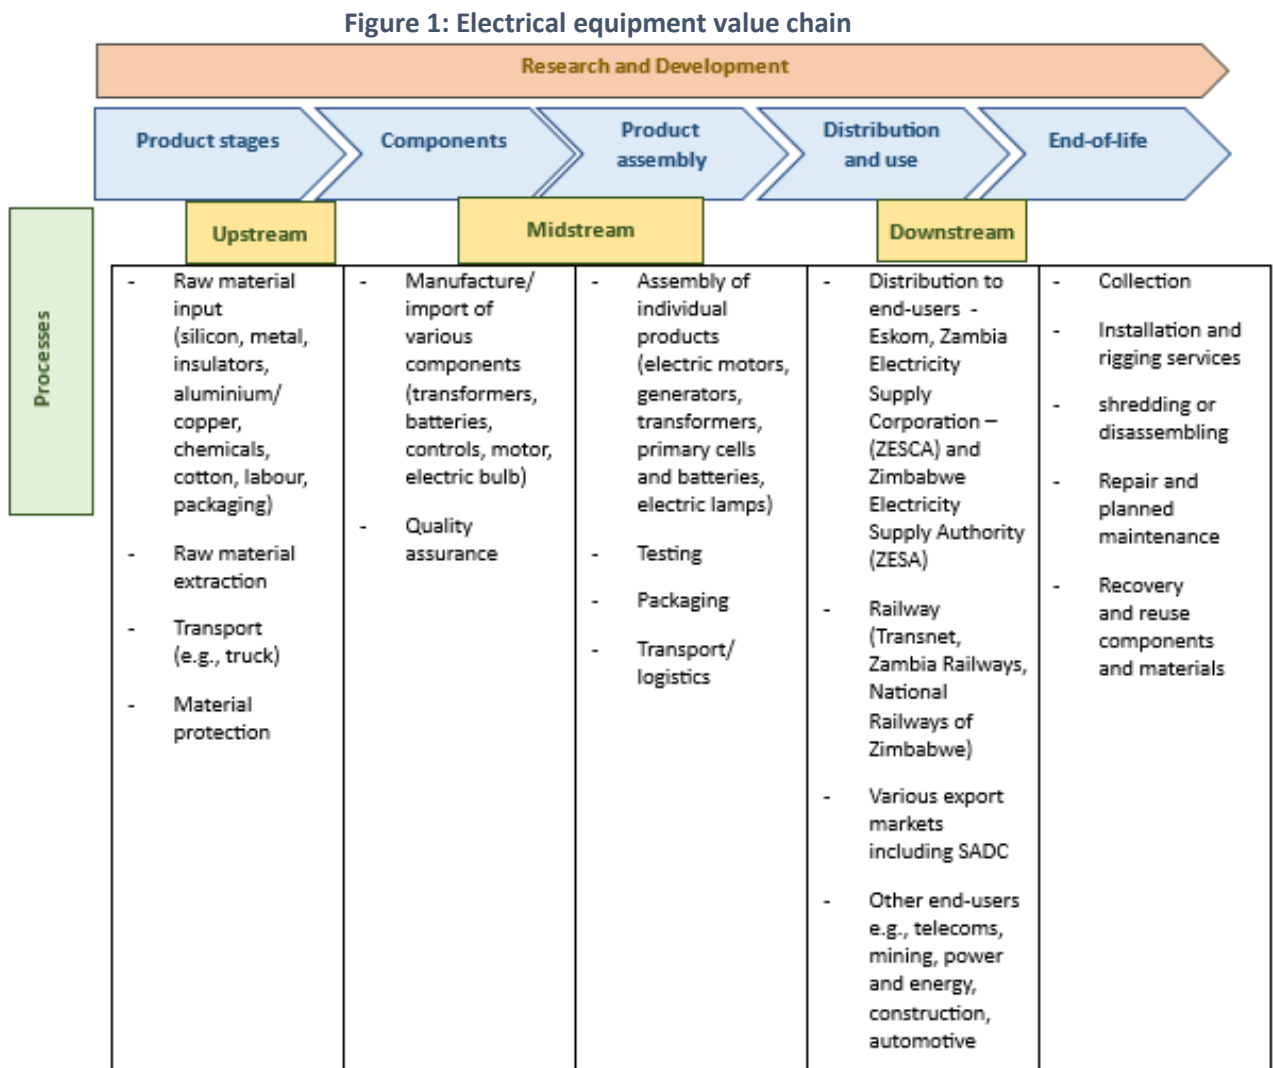 Figure 1: Electrical equipment value chain
Research and Development
Product stages
Components
Product
assembly
Distribution
and use
End-of-life
Upstream
Midstream
Downstream
Processes
- Raw material
input
(silicon, metal,
insulators,
aluminium/
copper,
chemicals,
cotton, labour,
packaging)
- Raw material
extraction
- Transport
(e.g., truck)
- Material
protection
- Manufacture/
import of
various
components
(transformers,
batteries,
controls, motor,
electric bulb)
- Quality
assurance
- Assembly of
individual
products
(electric motors,
generators,
transformers,
primary cells
and batteries,
electric lamps)
- Testing
- Packaging
- Transport/
logistics
- Distribution to
end-users -
Eskom, Zambia
Electricity
Supply
Corporation –
(ZESCA) and
Zimbabwe
Electricity
Supply Authority
(ZESA)
- Railway
(Transnet,
Zambia Railways,
National
Railways of
Zimbabwe)
- Various export
markets
including SADC
- Other end-users
e.g., telecoms,
mining, power
and energy,
construction,
automotive
- Collection
- Installation and
rigging services
- shredding or
disassembling
- Repair and
planned
maintenance
- Recovery
and reuse
components
and materials